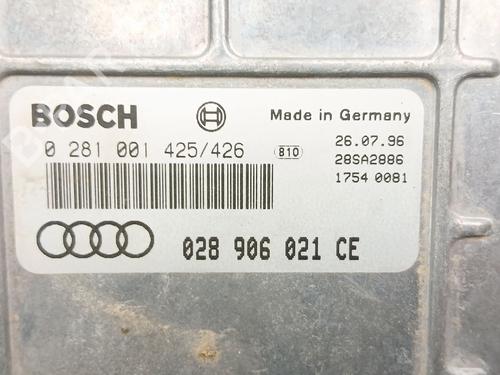 BOSCH
Made in Germany
0 281 001 425/426
810
26.07.96
28SA2886
1754 0081
028 906 021 CE